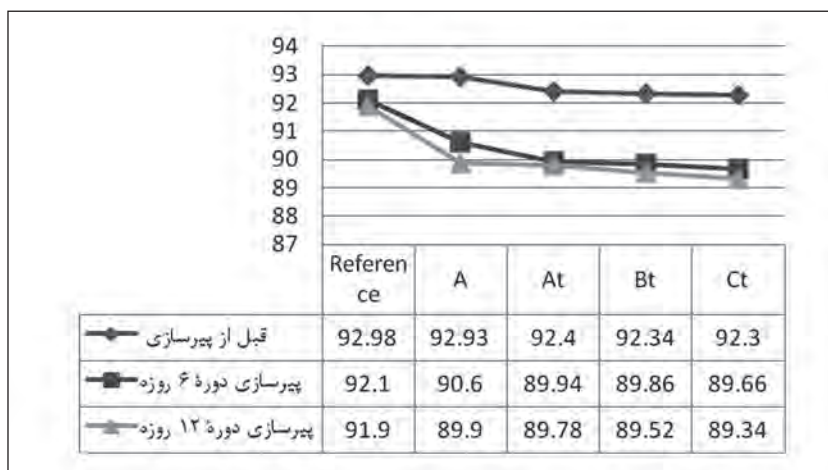 94
93
92
91
90
89
88
87
Referen
ce
A
At
Bt
Ct
قبل از پیرسازی
92.98
92.93
92.4
92.34
92.3
پیرسازی دورهٔ ۶ روزه
92.1
90.6
89.94
89.86
89.66
پیرسازی دورهٔ ۱۲ روزه
91.9
89.9
89.78
89.52
89.34